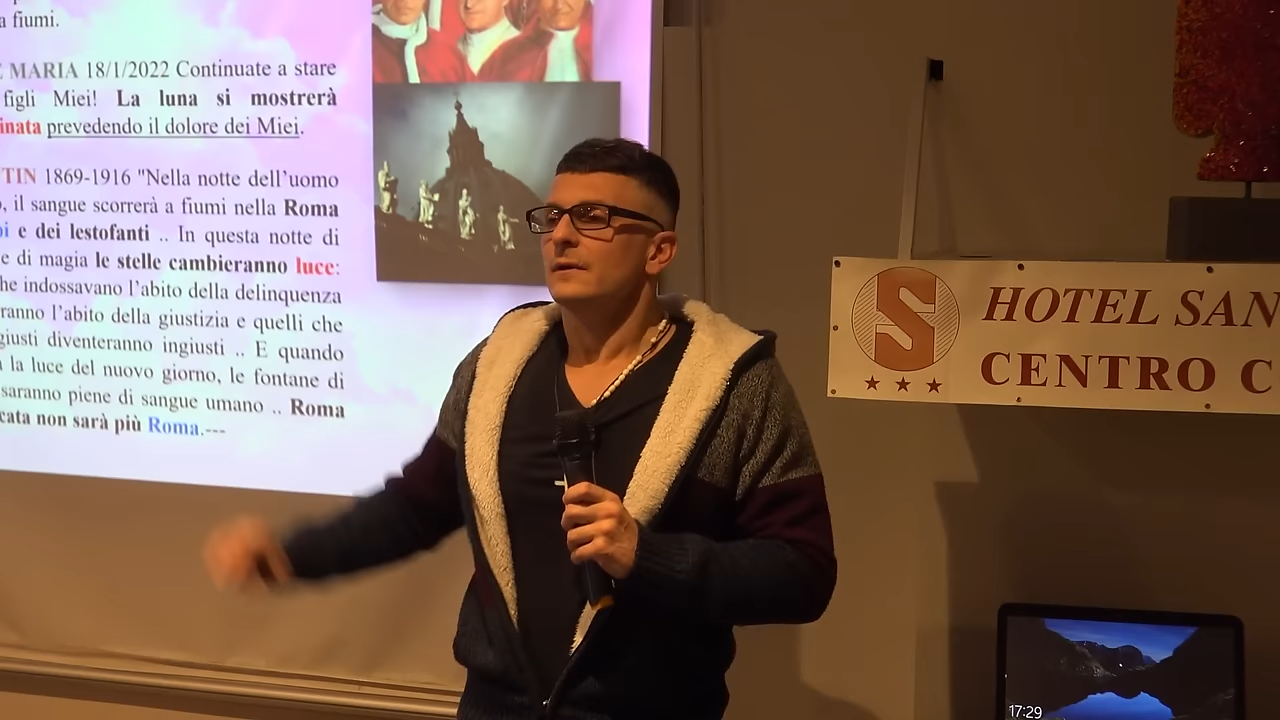 a fiumi.
MARIA 18/1/2022 Continuate a stare
figli Miei! La luna si mostrerà
inata prevedendo il dolore dei Miei.
TIN 1869-1916 "Nella notte dell'uomo
, il sangue scorrerà a fiumi nella Roma
i e dei lestofanti .. In questa notte di
e di magia le stelle cambieranno luce:
he indossavano l'abito della delinquenza
ranno l'abito della giustizia e quelli che
giusti diventeranno ingiusti .. E quando
la luce del nuovo giorno, le fontane di
saranno piene di sangue umano .. Roma
cata non sarà più Roma.---
S
HOTEL SAN
CENTRO C
17:29